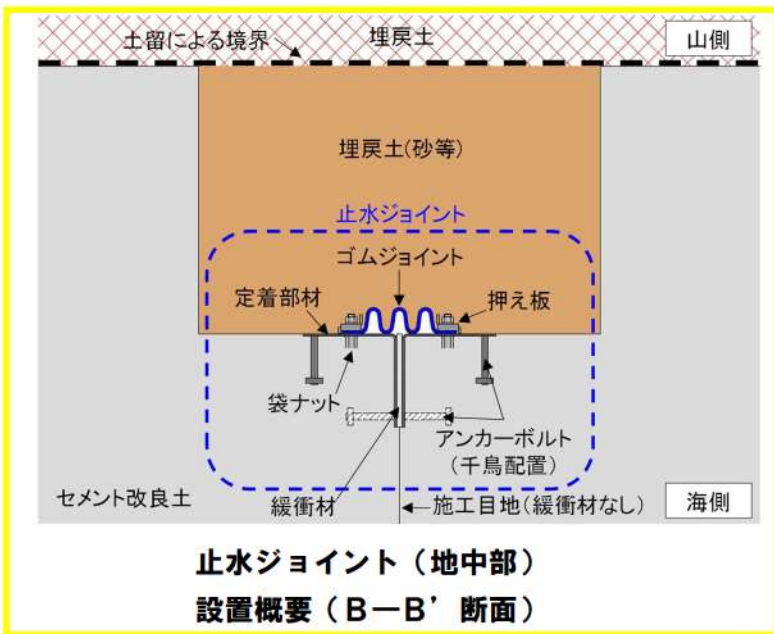 土留による境界
埋戻土
山側
埋戻土(砂等)
止水ジョイント
ゴムジョイント
定着部材
押え板
袋ナット
アンカーボルト
(千鳥配置)
セメント改良土
緩衝材
施工目地(緩衝材なし)
海側
止水ジョイント(地中部)
設置概要(B-B’断面)